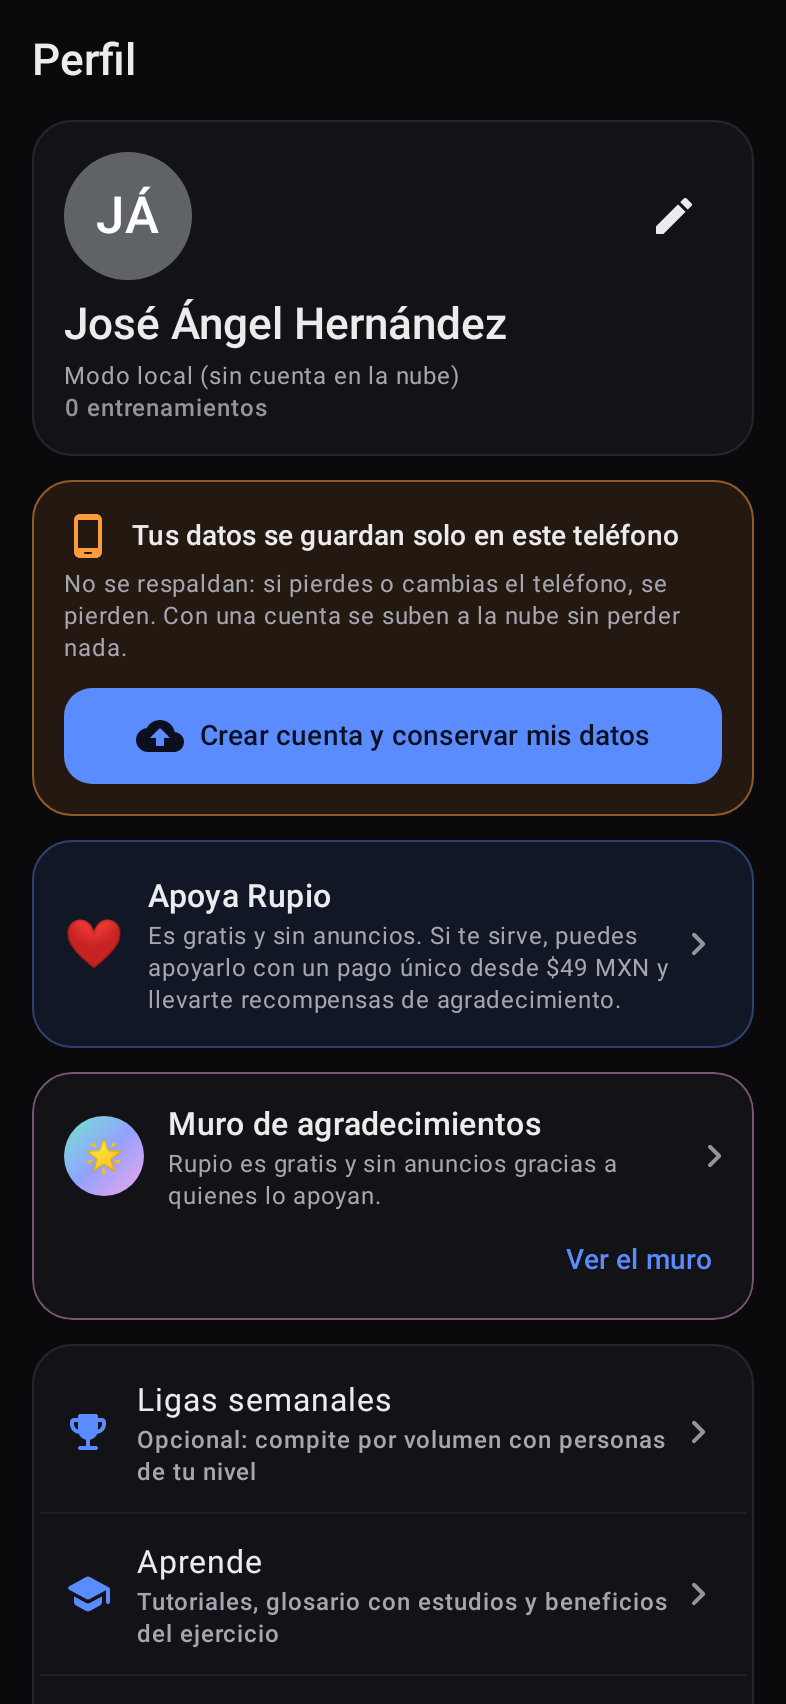 Perfil
JÁ
José Ángel Hernández
Modo local (sin cuenta en la nube)
0 entrenamientos
Tus datos se guardan solo en este teléfono
No se respaldan: si pierdes o cambias el teléfono, se
pierden. Con una cuenta se suben a la nube sin perder
nada.
Crear cuenta y conservar mis datos
Apoya Rupio
Es gratis y sin anuncios. Si te sirve, puedes
apoyarlo con un pago único desde $49 MXN y
llevarte recompensas de agradecimiento.
Muro de agradecimientos
Rupio es gratis y sin anuncios gracias a
quienes lo apoyan.
Ver el muro
Ligas semanales
Opcional: compite por volumen con personas
de tu nivel
Aprende
Tutoriales, glosario con estudios y beneficios
del ejercicio